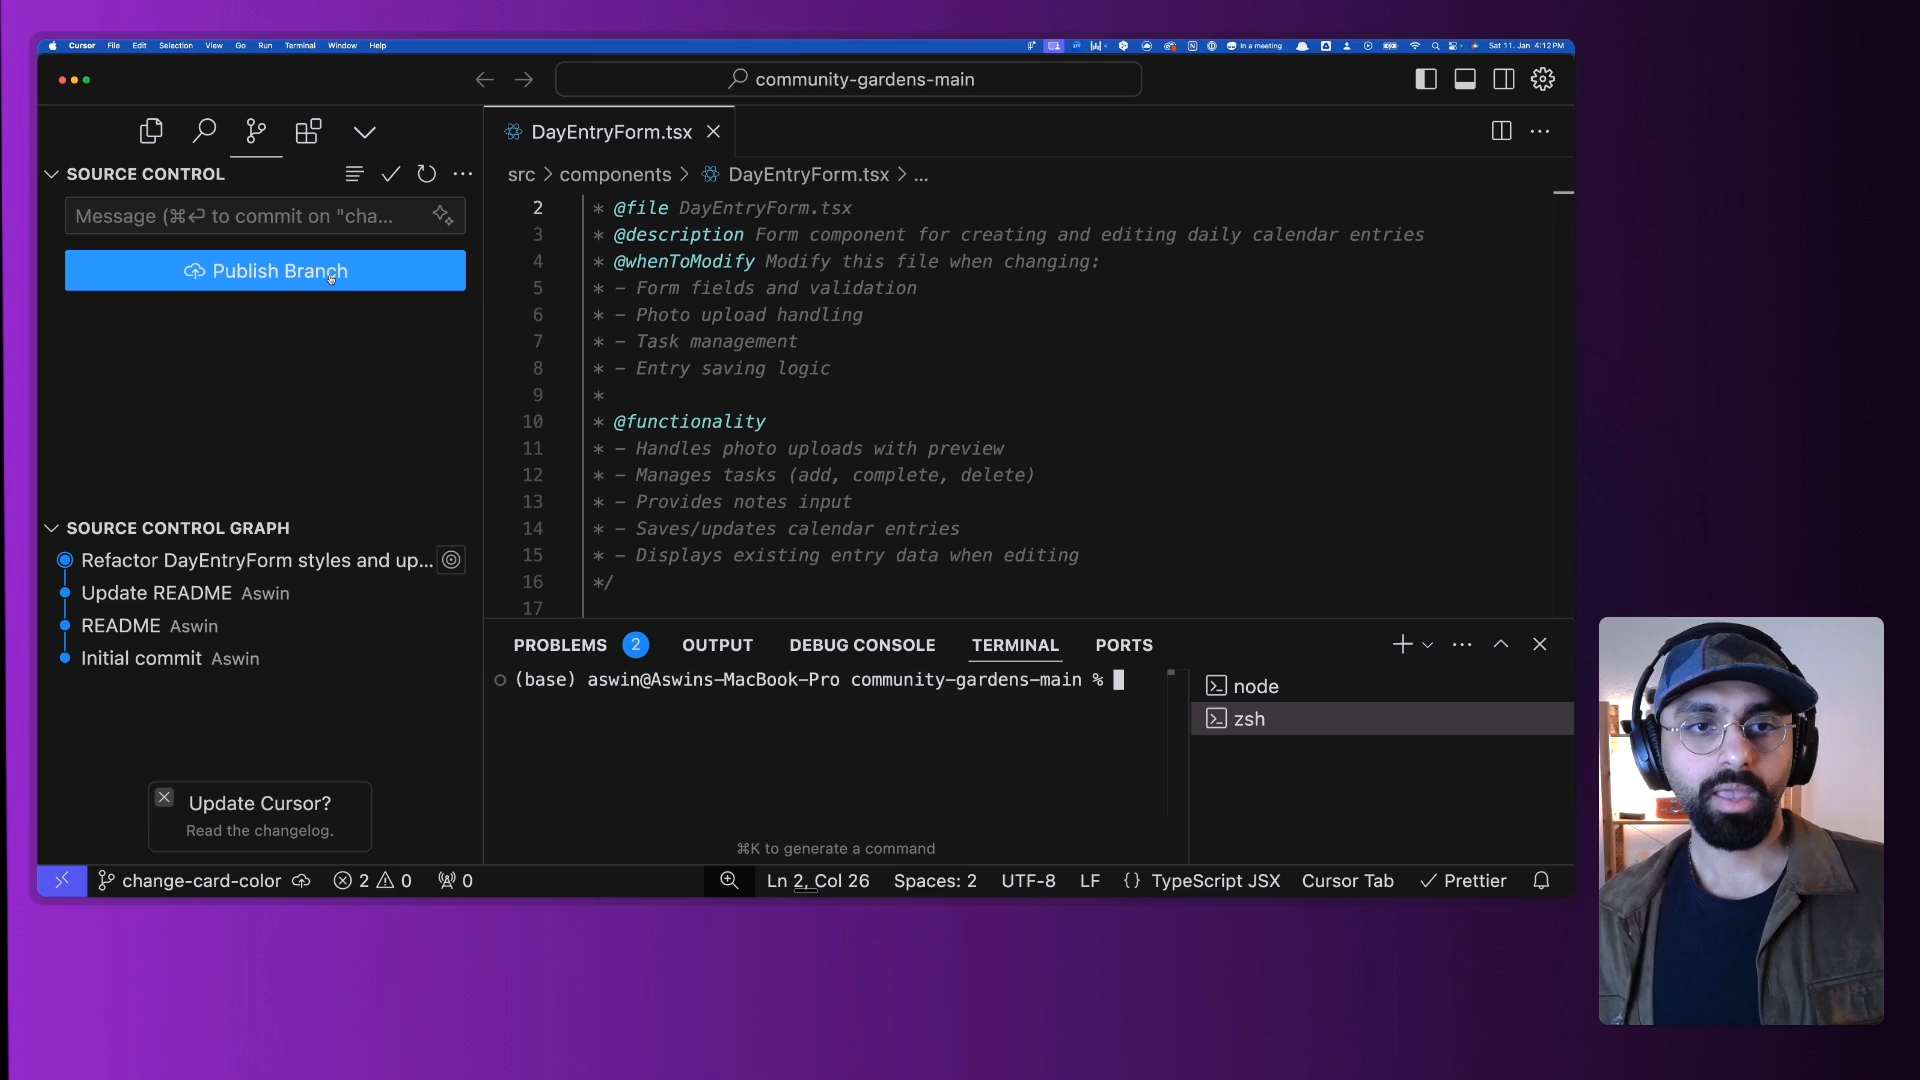 Cursor File Edit Selection View Go Run Terminal Window Help
In a meeting Sat 11. Jan 4:12 PM
community-gardens-main
DayEntryForm.tsx
SOURCE CONTROL
src > components > DayEntryForm.tsx > ...
Message (⌘⏎ to commit on "cha...
Publish Branch
2 * @file DayEntryForm.tsx
3 * @description Form component for creating and editing daily calendar entries
4 * @whenToModify Modify this file when changing:
5 * - Form fields and validation
6 * - Photo upload handling
7 * - Task management
8 * - Entry saving logic
9 *
10 * @functionality
11 * - Handles photo uploads with preview
12 * - Manages tasks (add, complete, delete)
13 * - Provides notes input
14 * - Saves/updates calendar entries
15 * - Displays existing entry data when editing
16 */
17
SOURCE CONTROL GRAPH
Refactor DayEntryForm styles and up...
Update README Aswin
README Aswin
Initial commit Aswin
Update Cursor?
Read the changelog.
PROBLEMS 2 OUTPUT DEBUG CONSOLE TERMINAL PORTS
(base) aswin@Aswins-MacBook-Pro community-gardens-main %
node
zsh
⌘K to generate a command
change-card-color 2 0 0 Ln 2, Col 26 Spaces: 2 UTF-8 LF {} TypeScript JSX Cursor Tab ✓ Prettier